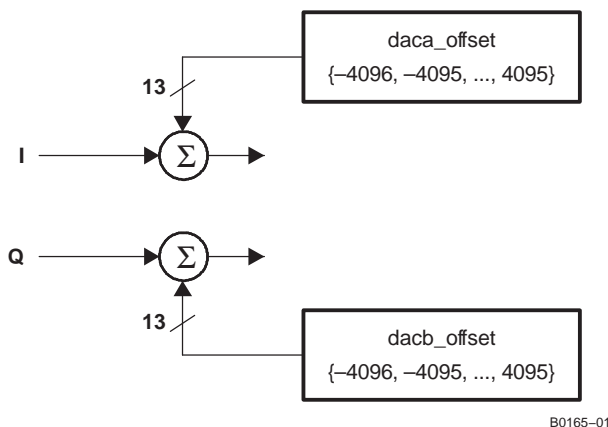 daca_offset
{–4096, –4095, ..., 4095}
13
I
Σ
Q
Σ
13
dacb_offset
{–4096, –4095, ..., 4095}
B0165–01